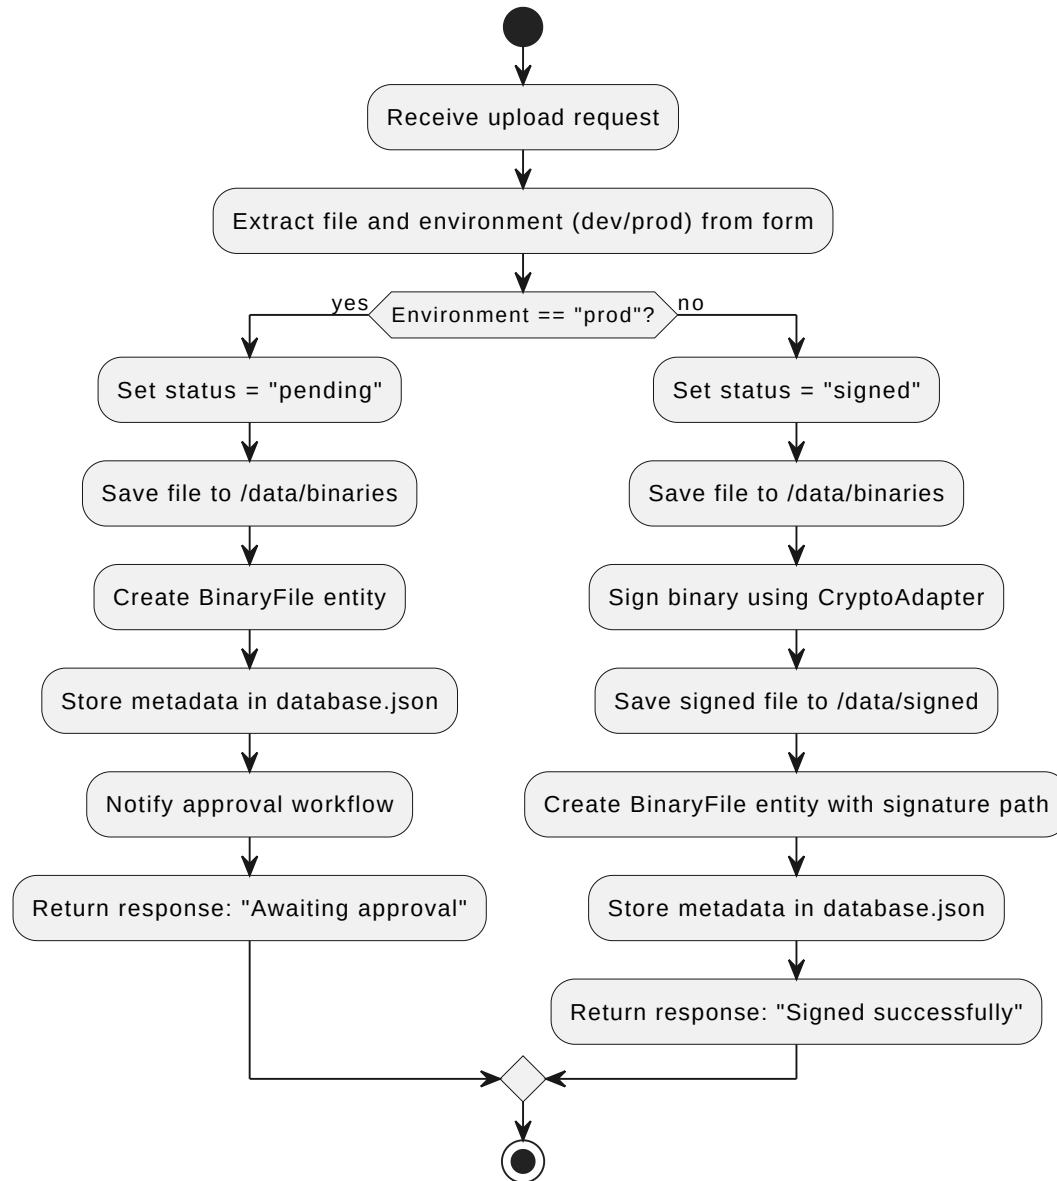 Receive upload request
Extract file and environment (dev/prod) from form
yes
Environment == "prod"?
no
Set status = "pending"
Save file to /data/binaries
Create BinaryFile entity
Store metadata in database.json
Notify approval workflow
Return response: "Awaiting approval"
Set status = "signed"
Save file to /data/binaries
Sign binary using CryptoAdapter
Save signed file to /data/signed
Create BinaryFile entity with signature path
Store metadata in database.json
Return response: "Signed successfully"